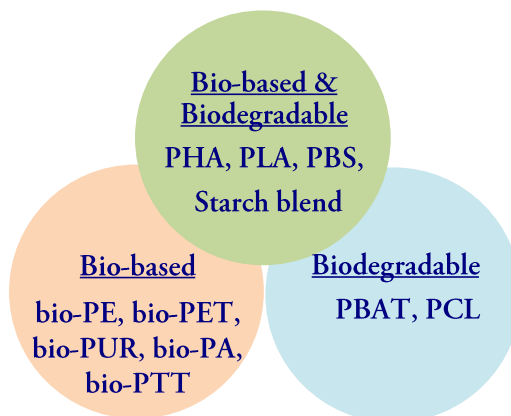 Bio-based &
Biodegradable
PHA, PLA, PBS,
Starch blend
Bio-based
bio-PE, bio-PET,
bio-PUR, bio-PA,
bio-PTT
Biodegradable
PBAT, PCL